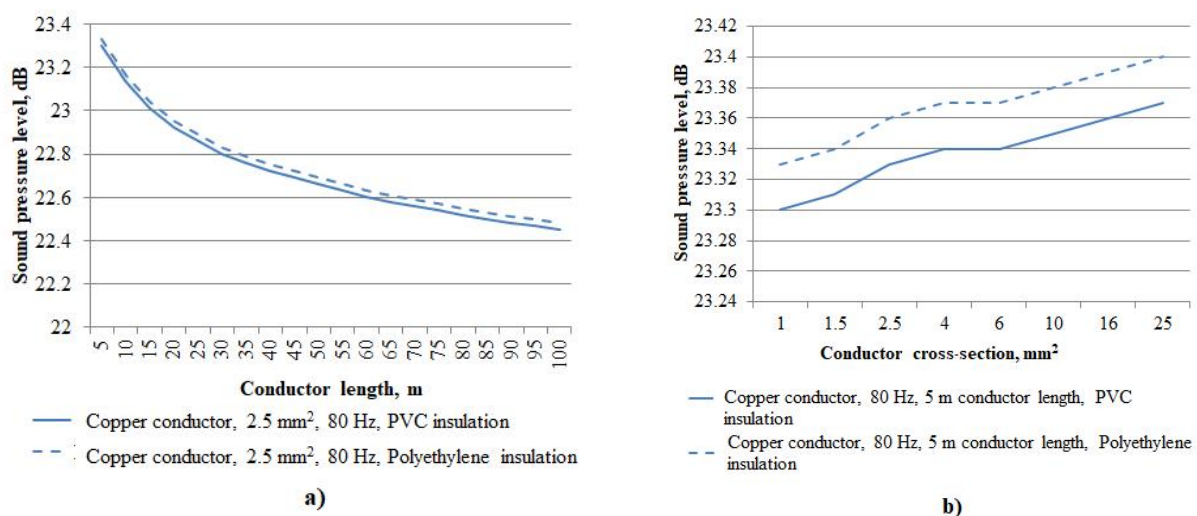 23.4
23.2
23
22.8
22.6
22.4
22.2
22
Sound pressure level, dB
5 10 15 20 25 30 35 40 45 50 55 60 65 70 75 80 85 90 95 100
Conductor length, m
Copper conductor, 2.5 mm², 80 Hz, PVC insulation
Copper conductor, 2.5 mm², 80 Hz, Polyethylene insulation
a)
23.42
23.4
23.38
23.36
23.34
23.32
23.3
23.28
23.26
23.24
Sound pressure level, dB
1 1.5 2.5 4 6 10 16 25
Conductor cross-section, mm²
Copper conductor, 80 Hz, 5 m conductor length, PVC
insulation
Copper conductor, 80 Hz, 5 m conductor length, Polyethylene
insulation
b)